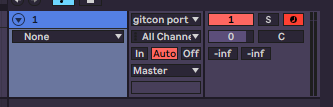 1
gitcon port
1
S
None
All Channe
0
C
In
Auto
Off
-inf
-inf
Master